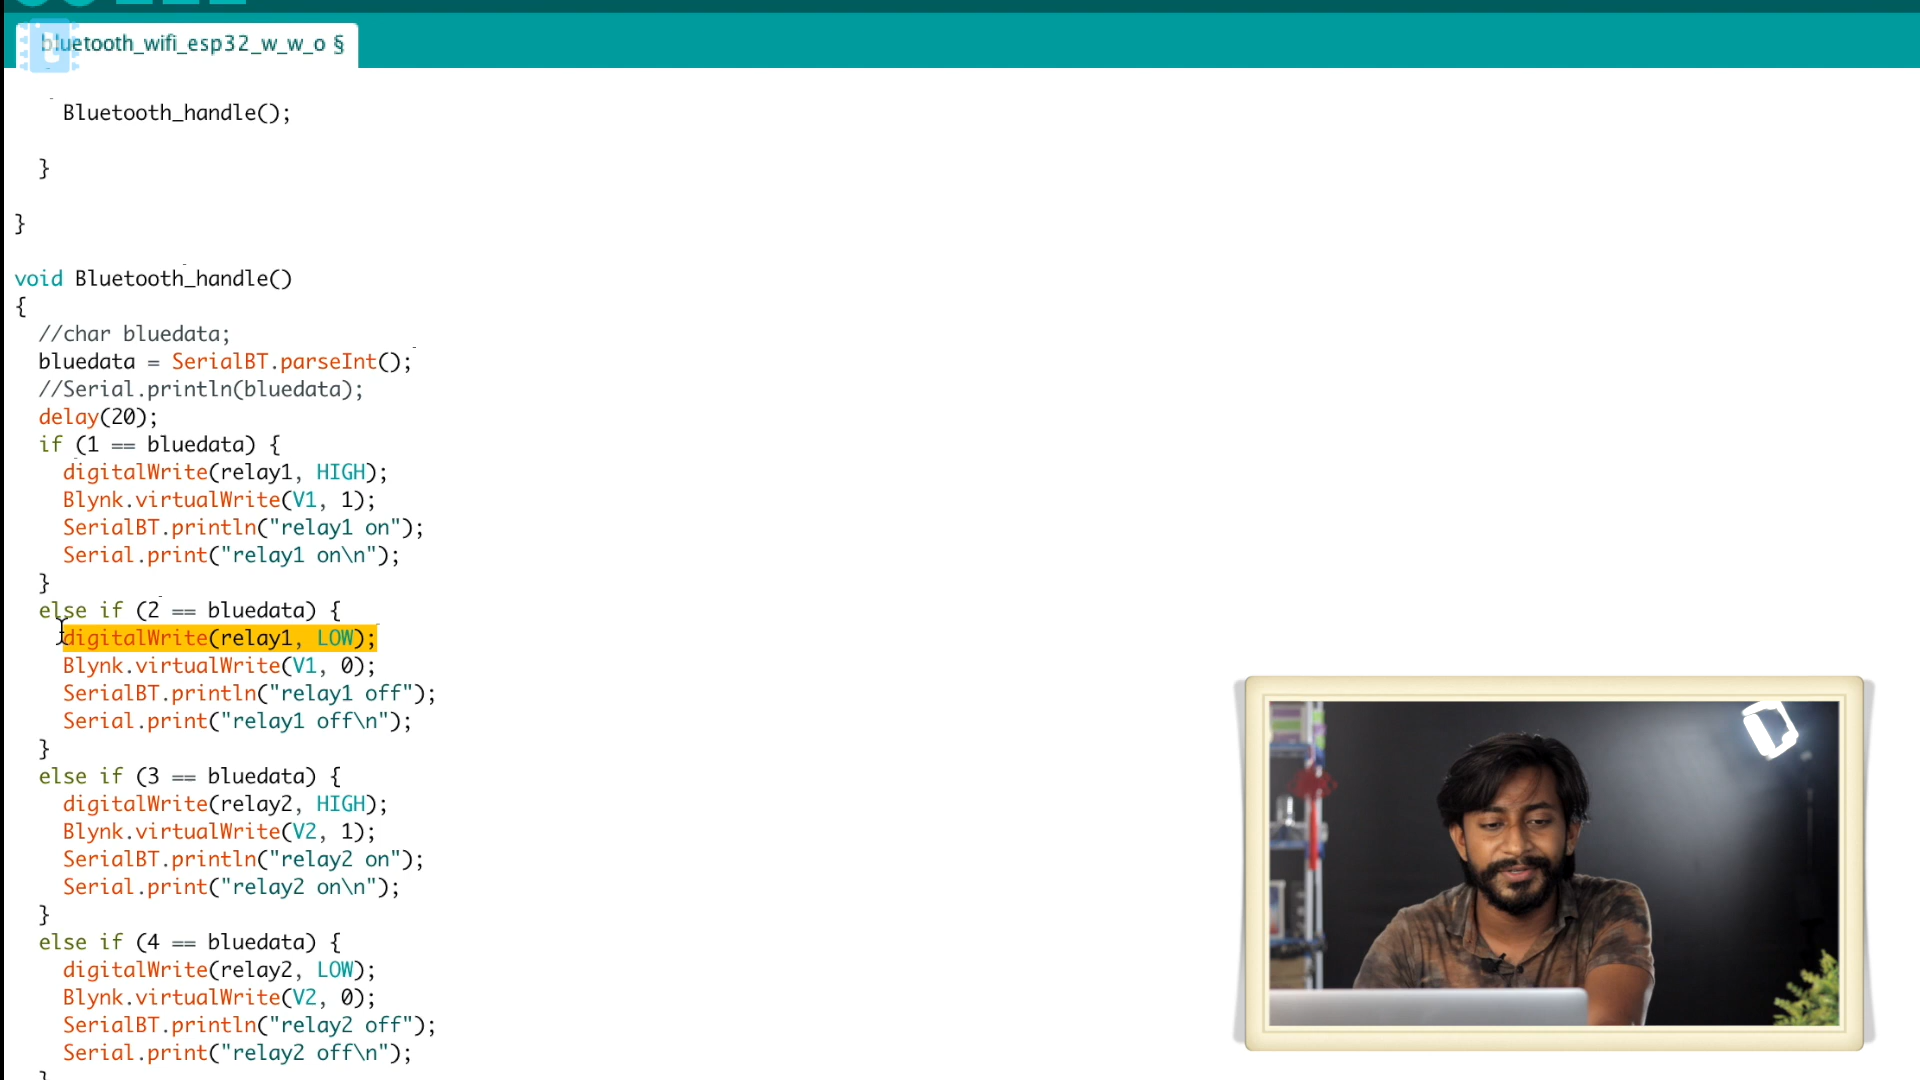 bluetooth_wifi_esp32_w_w_o §
Bluetooth_handle();
}
}
void Bluetooth_handle()
{
//char bluedata;
bluedata = SerialBT.parseInt();
//Serial.println(bluedata);
delay(20);
if (1 == bluedata) {
digitalWrite(relay1, HIGH);
Blynk.virtualWrite(V1, 1);
SerialBT.println("relay1 on");
Serial.print("relay1 on\n");
}
else if (2 == bluedata) {
digitalWrite(relay1, LOW);
Blynk.virtualWrite(V1, 0);
SerialBT.println("relay1 off");
Serial.print("relay1 off\n");
}
else if (3 == bluedata) {
digitalWrite(relay2, HIGH);
Blynk.virtualWrite(V2, 1);
SerialBT.println("relay2 on");
Serial.print("relay2 on\n");
}
else if (4 == bluedata) {
digitalWrite(relay2, LOW);
Blynk.virtualWrite(V2, 0);
SerialBT.println("relay2 off");
Serial.print("relay2 off\n");
}